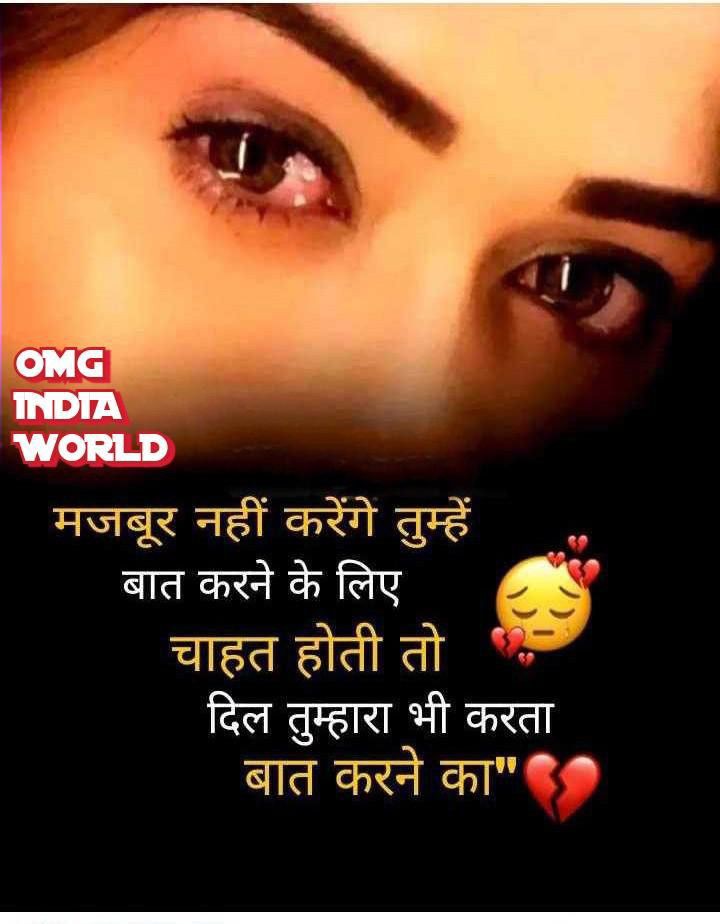 OMG
INDIA
WORLD
मजबूर नहीं करेंगे तुम्हें
बात करने के लिए
चाहत होती तो
दिल तुम्हारा भी करता
बात करने का"